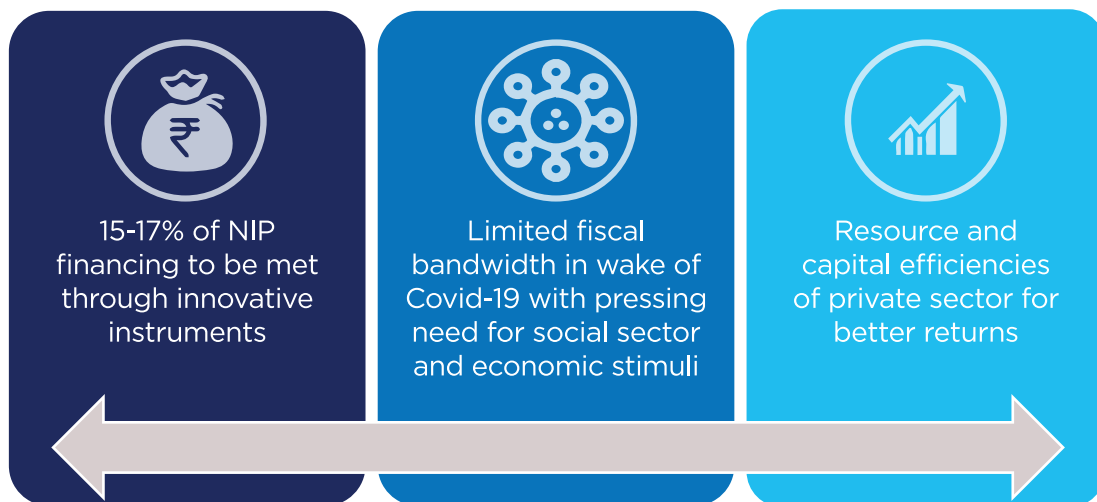 ₹
15-17% of NIP
financing to be met
through innovative
instruments
Limited fiscal
bandwidth in wake of
Covid-19 with pressing
need for social sector
and economic stimuli
Resource and
capital efficiencies
of private sector for
better returns